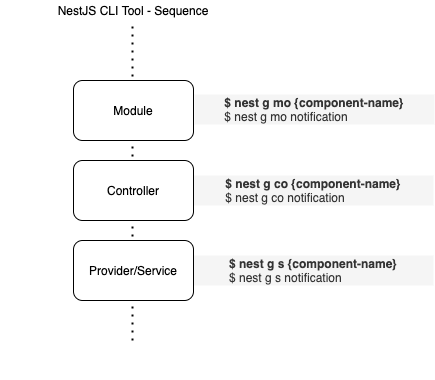 NestJS CLI Tool - Sequence
Module
$ nest g mo {component-name}
$ nest g mo notification
Controller
$ nest g co {component-name}
$ nest g co notification
Provider/Service
$ nest g s {component-name}
$ nest g s notification